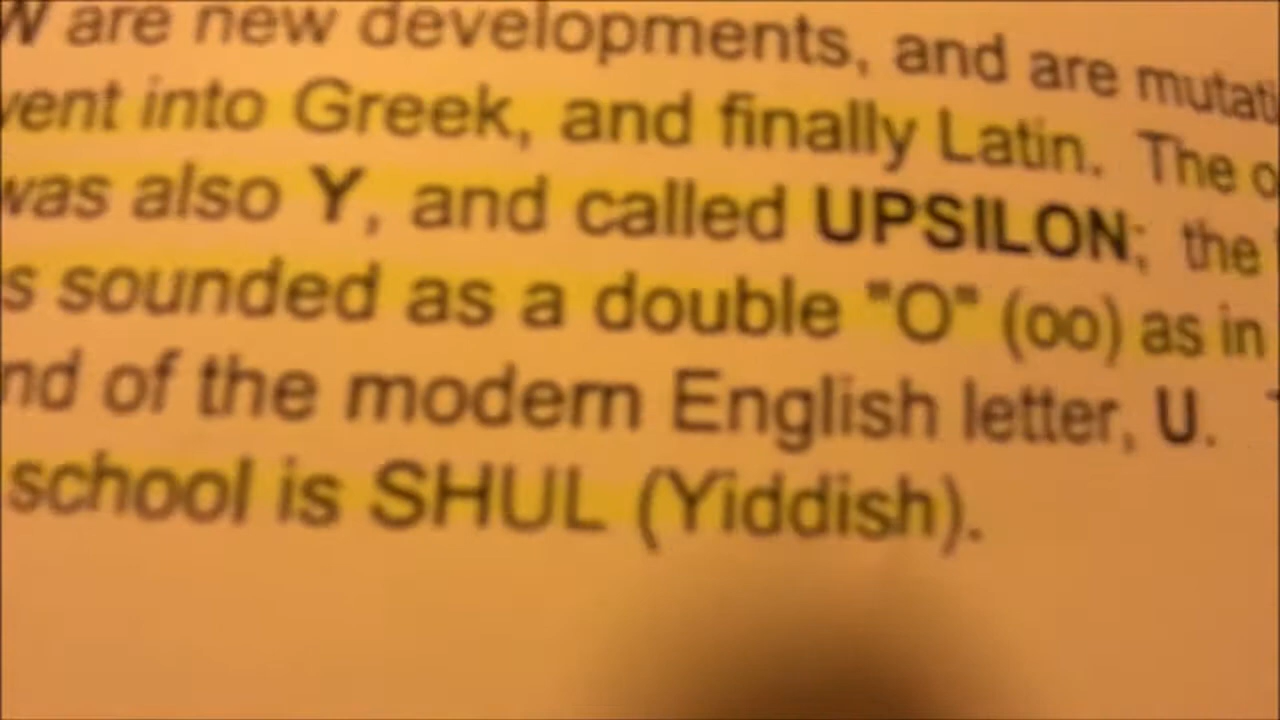 W are new developments, and are mutati
vent into Greek, and finally Latin. The o
was also Y, and called UPSILON; the
s sounded as a double "O" (oo) as in
nd of the modern English letter, U.
school is SHUL (Yiddish).